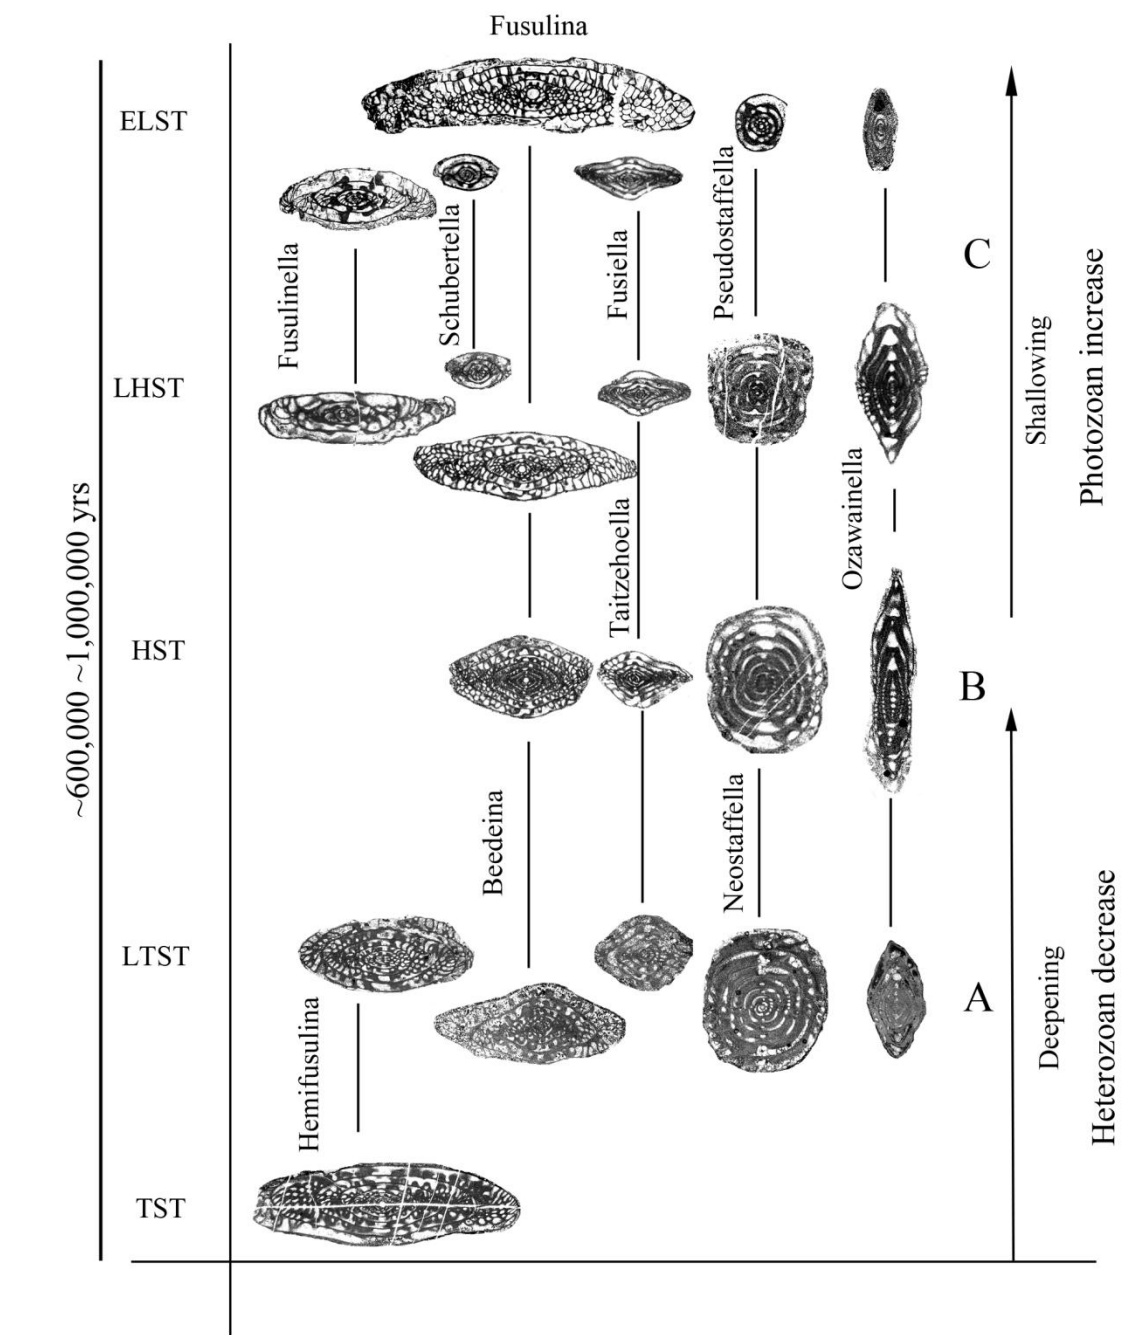 Fusulina
ELST
Fusulinella
Schubertella
Fusiella
Pseudostaffella
C
LHST
Shallowing
Photozoan increase
Ozawainella
Taitzehoella
~600,000 ~1,000,000 yrs
HST
B
Beedeina
Neostaffella
LTST
A
Deepening
Heterozoan decrease
Hemifusulina
TST